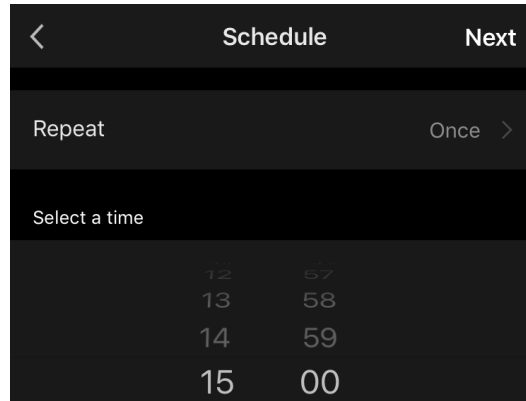 Schedule Next
Repeat Once
Select a time
12 57
13 58
14 59
15 00